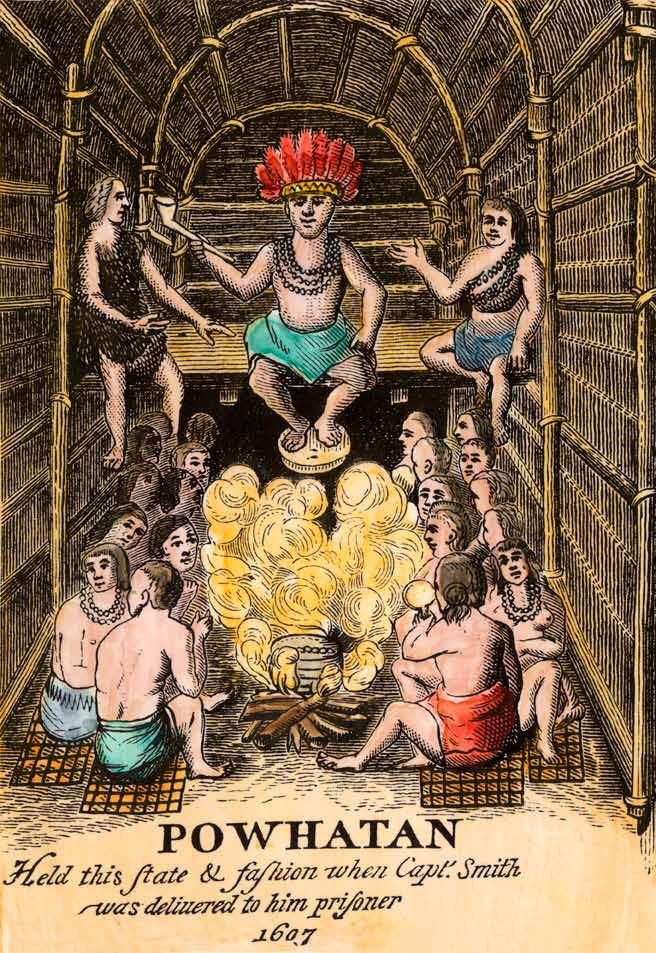 POWHATAN
Held this ſtate & faſhion when Capt. Smith
was deliuered to him priſoner
1607